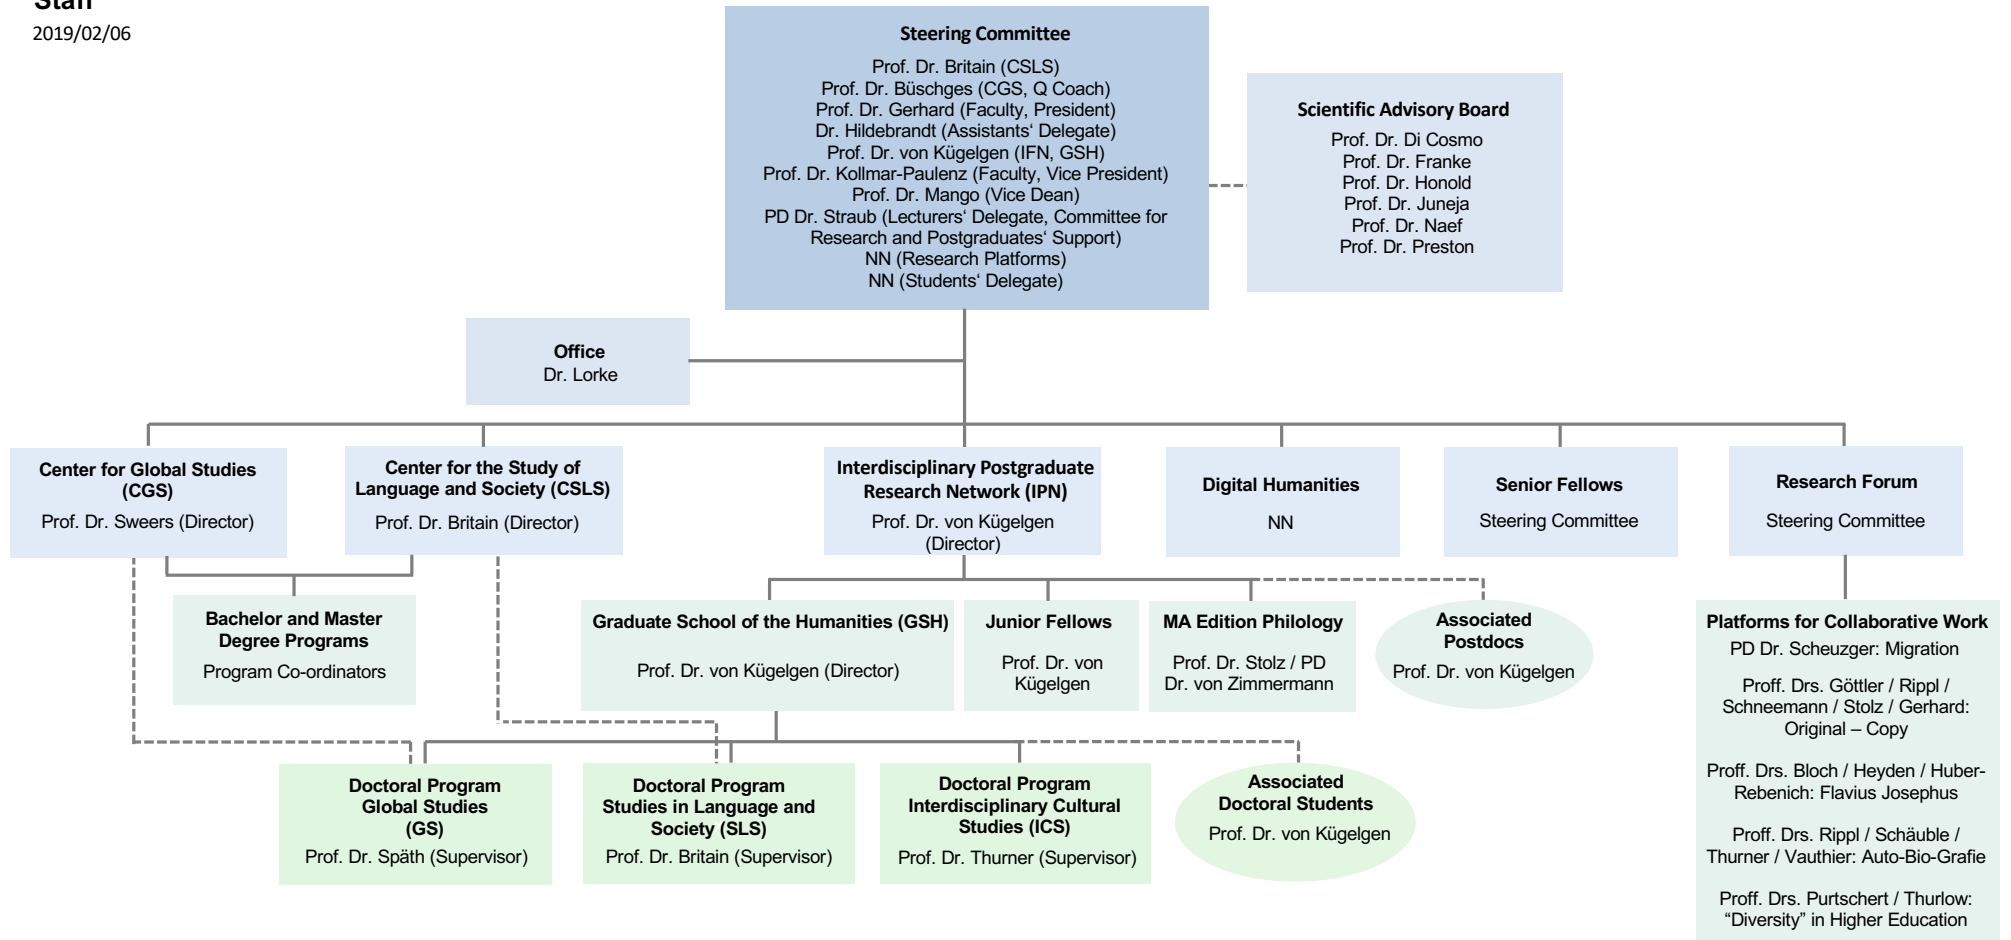 Staff
2019/02/06
Steering Committee
Prof. Dr. Britain (CSLS)
Prof. Dr. Büschges (CGS, Q Coach)
Prof. Dr. Gerhard (Faculty, President)
Dr. Hildebrandt (Assistants‘ Delegate)
Prof. Dr. von Kügelgen (IFN, GSH)
Prof. Dr. Kollmar-Paulenz (Faculty, Vice President)
Prof. Dr. Mango (Vice Dean)
PD Dr. Straub (Lecturers‘ Delegate, Committee for
Research and Postgraduates‘ Support)
NN (Research Platforms)
NN (Students‘ Delegate)
Scientific Advisory Board
Prof. Dr. Di Cosmo
Prof. Dr. Franke
Prof. Dr. Honold
Prof. Dr. Juneja
Prof. Dr. Naef
Prof. Dr. Preston
Office
Dr. Lorke
Center for Global Studies
(CGS)
Prof. Dr. Sweers (Director)
Center for the Study of
Language and Society (CSLS)
Prof. Dr. Britain (Director)
Interdisciplinary Postgraduate
Research Network (IPN)
Prof. Dr. von Kügelgen
(Director)
Digital Humanities
NN
Senior Fellows
Steering Committee
Research Forum
Steering Committee
Bachelor and Master
Degree Programs
Program Co-ordinators
Graduate School of the Humanities (GSH)
Prof. Dr. von Kügelgen (Director)
Junior Fellows
Prof. Dr. von
Kügelgen
MA Edition Philology
Prof. Dr. Stolz / PD
Dr. von Zimmermann
Associated
Postdocs
Prof. Dr. von Kügelgen
Platforms for Collaborative Work
PD Dr. Scheuzger: Migration
Proff. Drs. Göttler / Rippl /
Schneemann / Stolz / Gerhard:
Original – Copy
Proff. Drs. Bloch / Heyden / Huber-
Rebenich: Flavius Josephus
Proff. Drs. Rippl / Schäuble /
Thurner / Vauthier: Auto-Bio-Grafie
Proff. Drs. Purtschert / Thurlow:
“Diversity” in Higher Education
Doctoral Program
Global Studies
(GS)
Prof. Dr. Späth (Supervisor)
Doctoral Program
Studies in Language and
Society (SLS)
Prof. Dr. Britain (Supervisor)
Doctoral Program
Interdisciplinary Cultural
Studies (ICS)
Prof. Dr. Thurner (Supervisor)
Associated
Doctoral Students
Prof. Dr. von Kügelgen